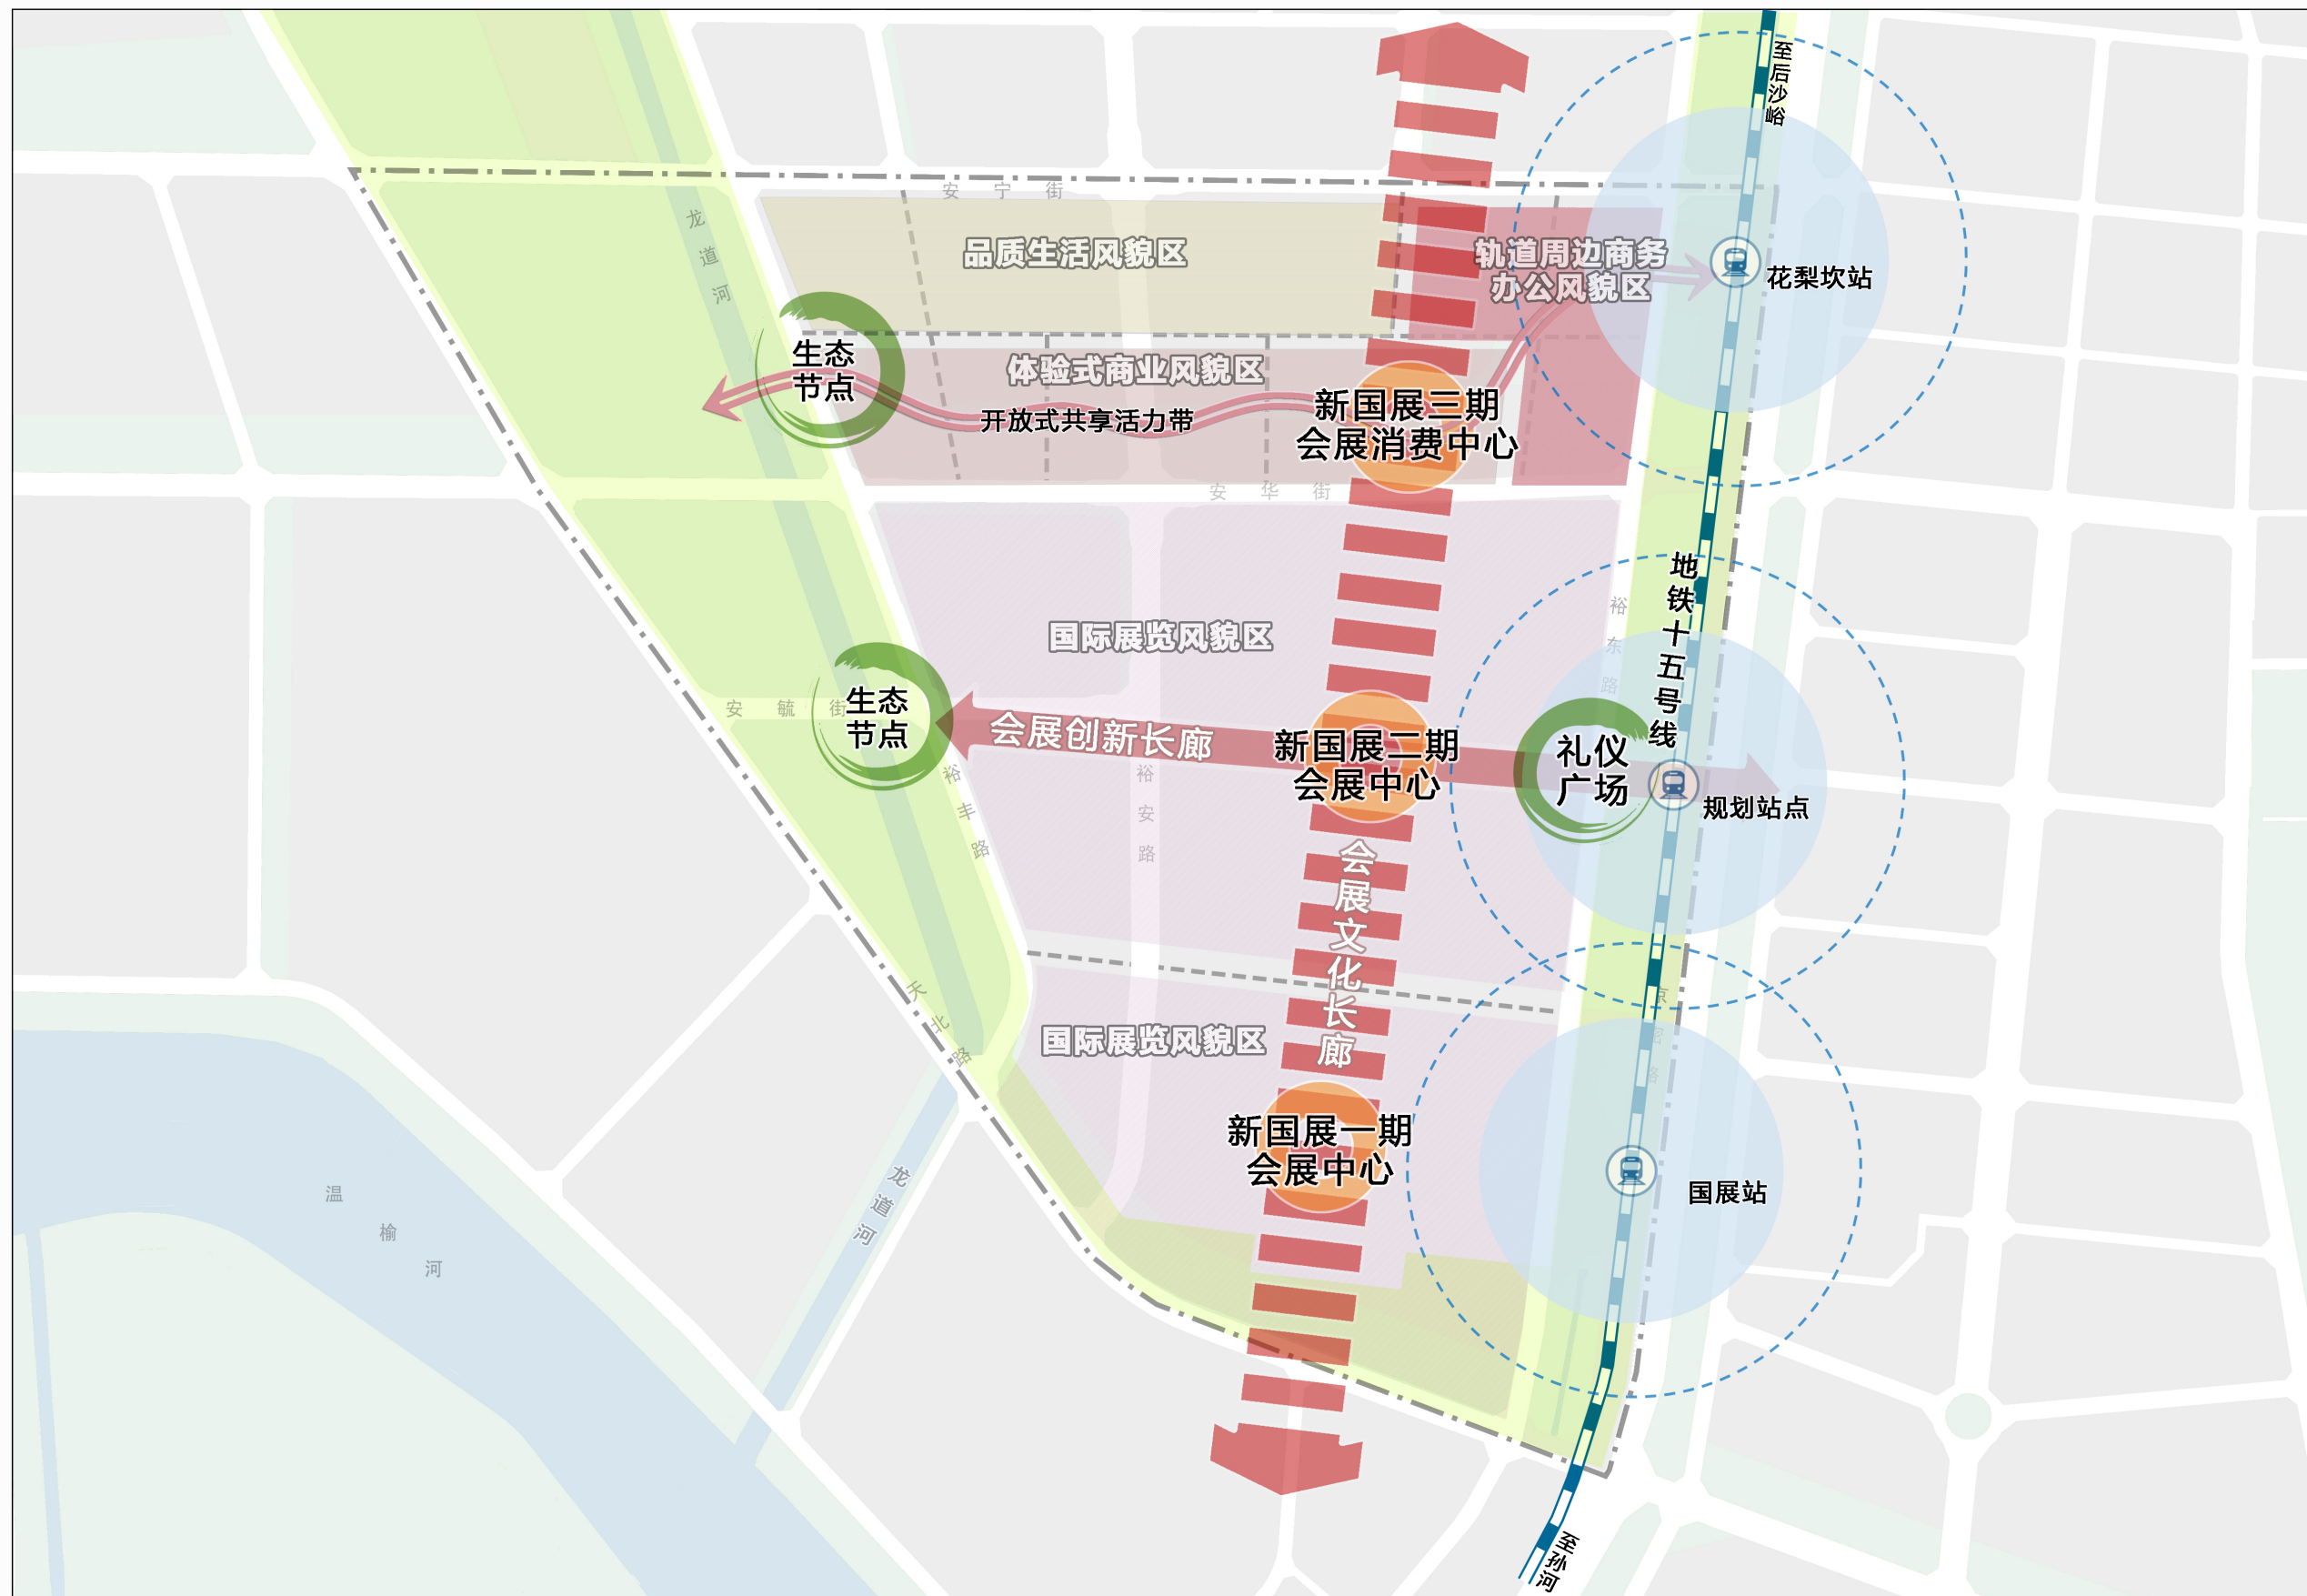 至后沙峪
安宁街
龙道河
品质生活风貌区
轨道周边商务
办公风貌区
花梨坎站
生态
节点
体验式商业风貌区
开放式共享活力带
新国展三期
会展消费中心
安华街
地铁十五号线
裕东路
国际展览风貌区
生态
节点
安毓街
会展创新长廊
新国展二期
会展中心
礼仪
广场
规划站点
裕丰路
裕安路
会展文化长廊
天北路
京密路
国际展览风貌区
新国展一期
会展中心
国展站
龙道河
温榆河
至孙河